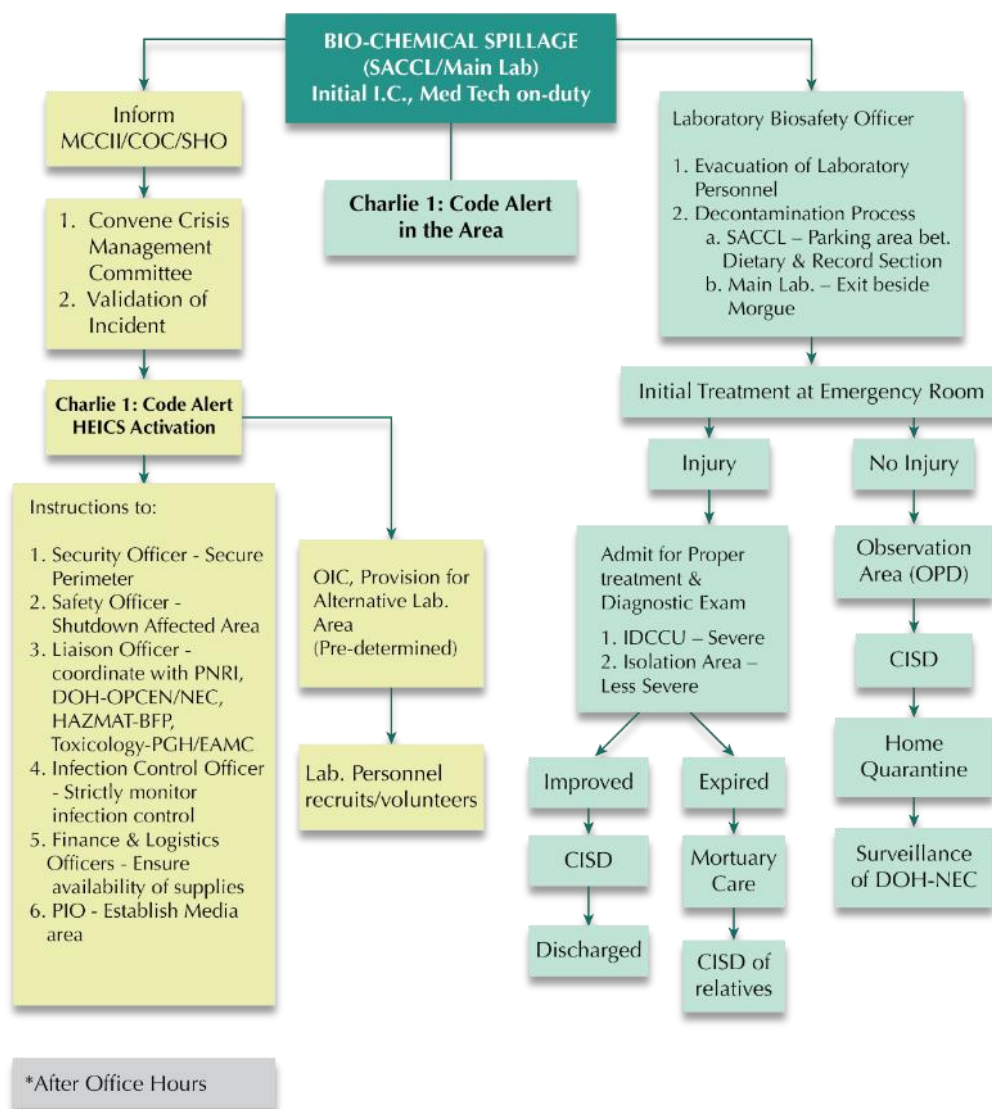 BIO-CHEMICAL SPILLAGE
(SACCL/Main Lab)
Initial I.C., Med Tech on-duty
Inform
MCCII/COC/SHO
1. Convene Crisis
Management
Committee
2. Validation of
Incident
Charlie 1: Code Alert
HEICS Activation
Instructions to:
1. Security Officer - Secure
Perimeter
2. Safety Officer -
Shutdown Affected Area
3. Liaison Officer -
coordinate with PNRI,
DOH-OPCEN/NEC,
HAZMAT-BFP,
Toxicology-PGH/EAMC
4. Infection Control Officer
- Strictly monitor
infection control
5. Finance & Logistics
Officers - Ensure
availability of supplies
6. PIO - Establish Media
area
OIC, Provision for
Alternative Lab.
Area
(Pre-determined)
Lab. Personnel
recruits/volunteers
Charlie 1: Code Alert
in the Area
Laboratory Biosafety Officer
1. Evacuation of Laboratory
Personnel
2. Decontamination Process
a. SACCL – Parking area bet.
Dietary & Record Section
b. Main Lab. – Exit beside
Morgue
Initial Treatment at Emergency Room
Injury
Admit for Proper
treatment &
Diagnostic Exam
1. IDCCU – Severe
2. Isolation Area –
Less Severe
Improved
CISD
Discharged
Expired
Mortuary
Care
CISD of
relatives
No Injury
Observation
Area (OPD)
CISD
Home
Quarantine
Surveillance
of DOH-NEC
*After Office Hours